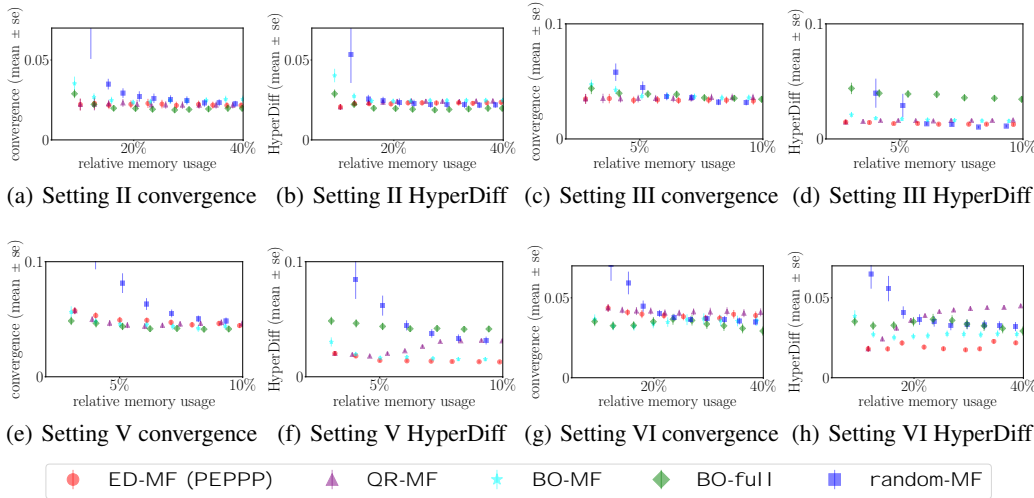 convergence (mean ± se)
0.05
0
20%
40%
relative memory usage
HyperDiff (mean ± se)
0.05
0
20%
40%
relative memory usage
convergence (mean ± se)
0.1
0
5%
10%
relative memory usage
HyperDiff (mean ± se)
0.1
0
5%
10%
relative memory usage
(a) Setting II convergence
(b) Setting II HyperDiff
(c) Setting III convergence
(d) Setting III HyperDiff
convergence (mean ± se)
0.1
0
5%
10%
relative memory usage
HyperDiff (mean ± se)
0.1
0
5%
10%
relative memory usage
convergence (mean ± se)
0.05
0
20%
40%
relative memory usage
HyperDiff (mean ± se)
0.05
0
20%
40%
relative memory usage
(e) Setting V convergence
(f) Setting V HyperDiff
(g) Setting VI convergence
(h) Setting VI HyperDiff
ED-MF (PEPPP)
QR-MF
BO-MF
BO-full
random-MF